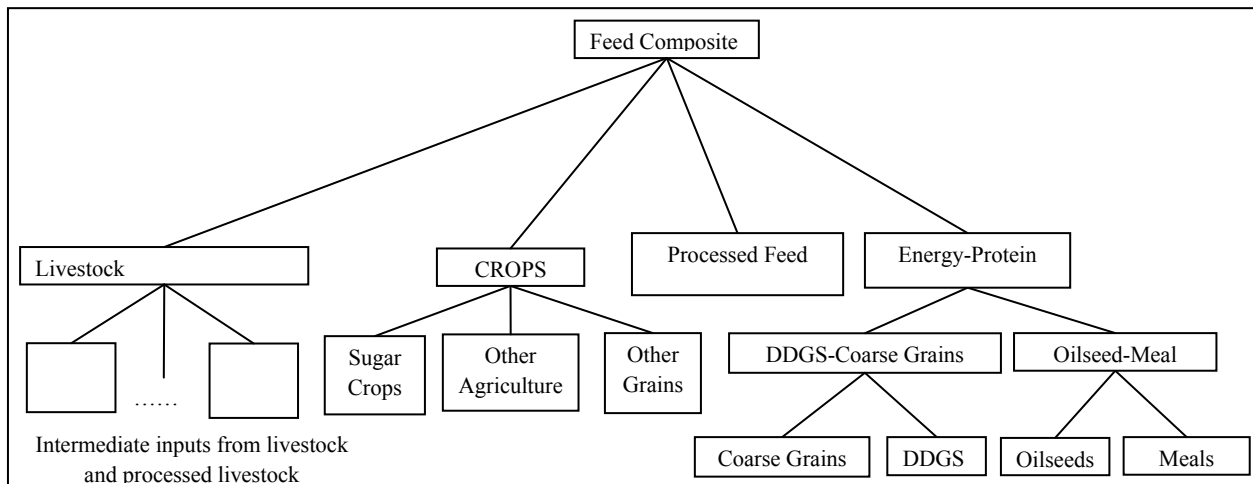 Feed Composite
Livestock
CROPS
Processed Feed
Energy-Protein
Sugar
Crops
Other
Agriculture
Other
Grains
DDGS-Coarse Grains
Oilseed-Meal
……
Intermediate inputs from livestock
and processed livestock
Coarse Grains
DDGS
Oilseeds
Meals